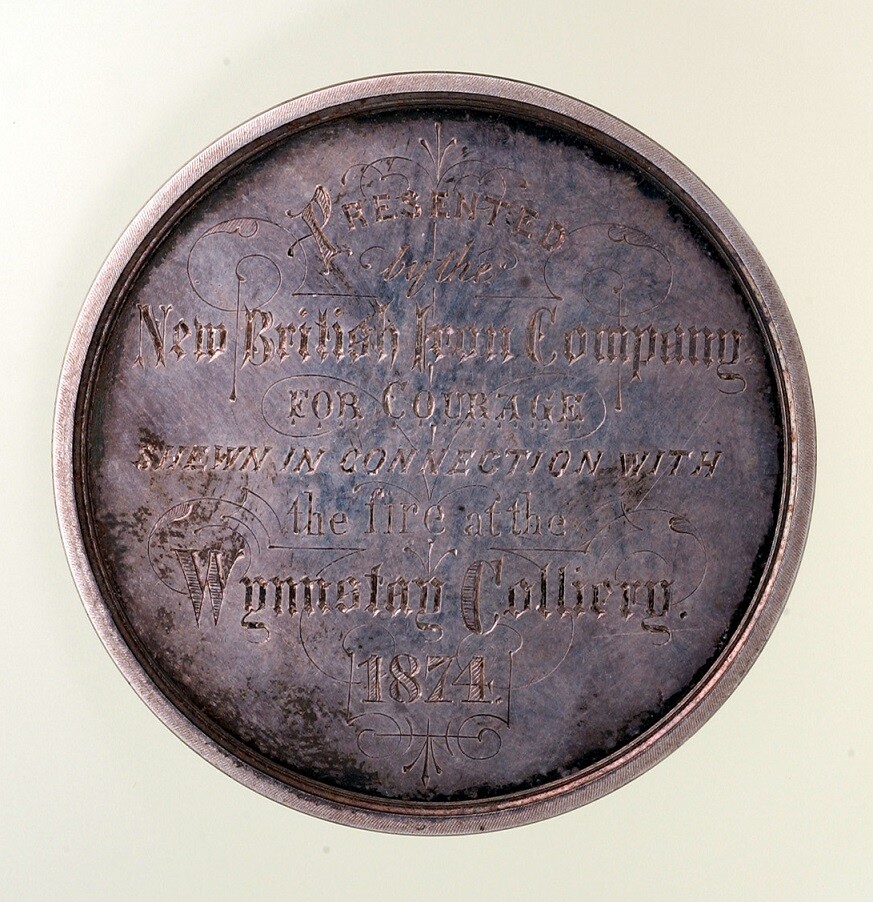 PRESENTED
by the
New British Iron Company.
FOR COURAGE
SHEWN IN CONNECTION WITH
the fire at the
Wynnstay Colliery.
1874.